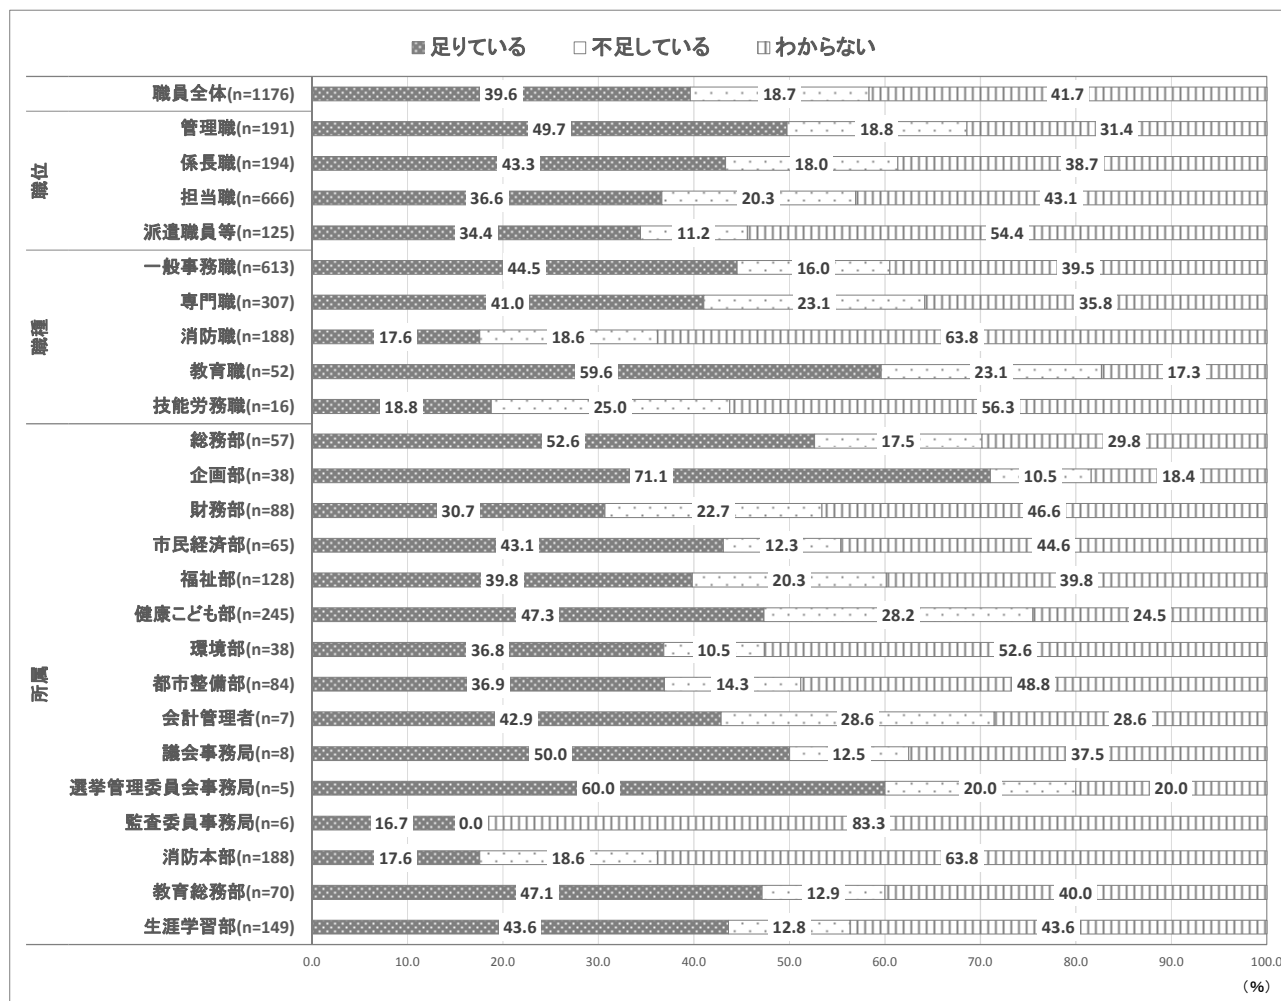 足りている 不足している わからない
職員全体(n=1176) 39.6 18.7 41.7
職位
管理職(n=191) 49.7 18.8 31.4
係長職(n=194) 43.3 18.0 38.7
担当職(n=666) 36.6 20.3 43.1
派遣職員等(n=125) 34.4 11.2 54.4
職種
一般事務職(n=613) 44.5 16.0 39.5
専門職(n=307) 41.0 23.1 35.8
消防職(n=188) 17.6 18.6 63.8
教育職(n=52) 59.6 23.1 17.3
技能労務職(n=16) 18.8 25.0 56.3
所属
総務部(n=57) 52.6 17.5 29.8
企画部(n=38) 71.1 10.5 18.4
財務部(n=88) 30.7 22.7 46.6
市民経済部(n=65) 43.1 12.3 44.6
福祉部(n=128) 39.8 20.3 39.8
健康こども部(n=245) 47.3 28.2 24.5
環境部(n=38) 36.8 10.5 52.6
都市整備部(n=84) 36.9 14.3 48.8
会計管理者(n=7) 42.9 28.6 28.6
議会事務局(n=8) 50.0 12.5 37.5
選挙管理委員会事務局(n=5) 60.0 20.0 20.0
監査委員事務局(n=6) 16.7 0.0 83.3
消防本部(n=188) 17.6 18.6 63.8
教育総務部(n=70) 47.1 12.9 40.0
生涯学習部(n=149) 43.6 12.8 43.6
0.0 10.0 20.0 30.0 40.0 50.0 60.0 70.0 80.0 90.0 100.0
（%）